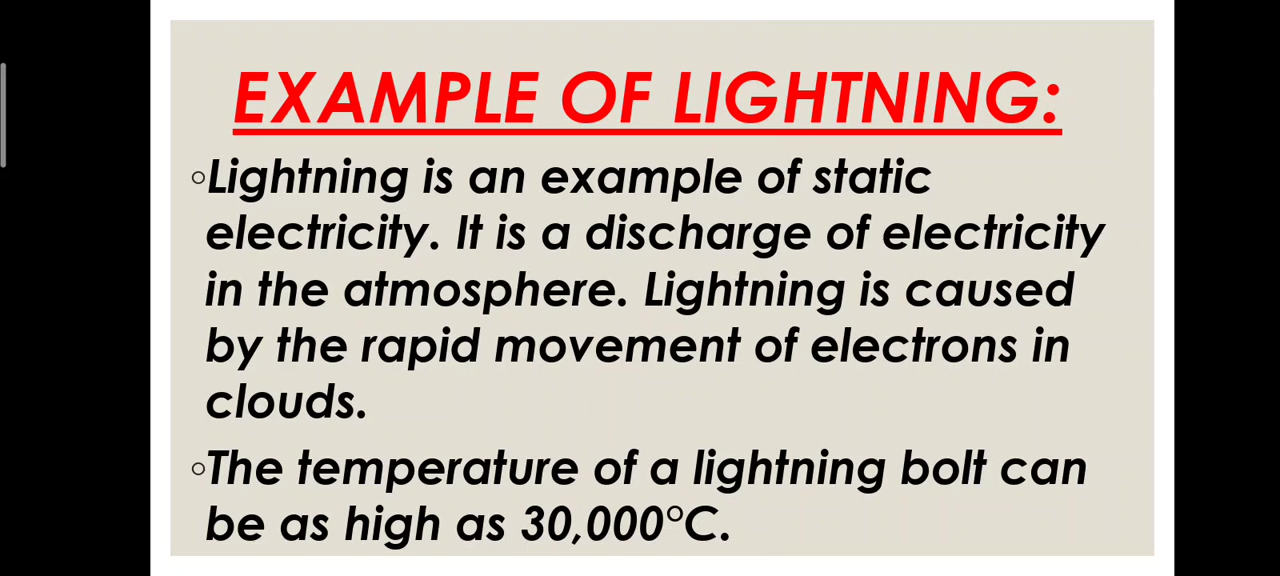 EXAMPLE OF LIGHTNING:
◦Lightning is an example of static
electricity. It is a discharge of electricity
in the atmosphere. Lightning is caused
by the rapid movement of electrons in
clouds.
◦The temperature of a lightning bolt can
be as high as 30,000°C.